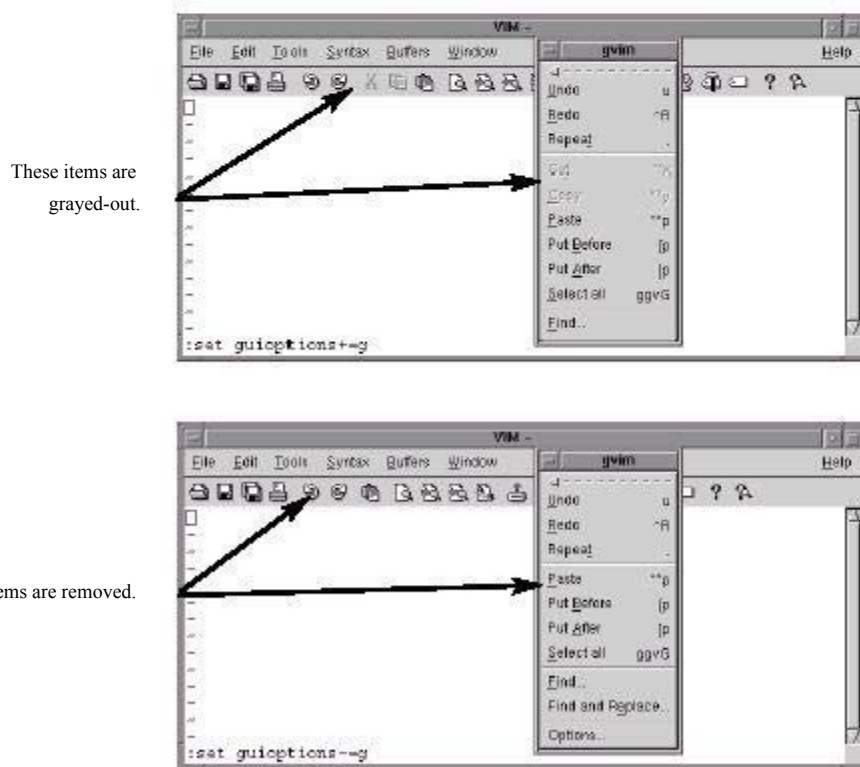 VIM -
File Edit Tools Syntax Buffers Window
Help
gvim
Undo u
Redo ^R
Repeat .
Cut "*x
Copy "*y
Paste "*p
Put Before [p
Put After ]p
Select all ggvG
Find...
:set guioptions+=g
These items are
grayed-out.
VIM -
File Edit Tools Syntax Buffers Window
Help
gvim
Undo u
Redo ^R
Repeat .
Paste "*p
Put Before [p
Put After ]p
Select all ggvG
Find...
Find and Replace...
Options...
:set guioptions-=g
ems are removed.